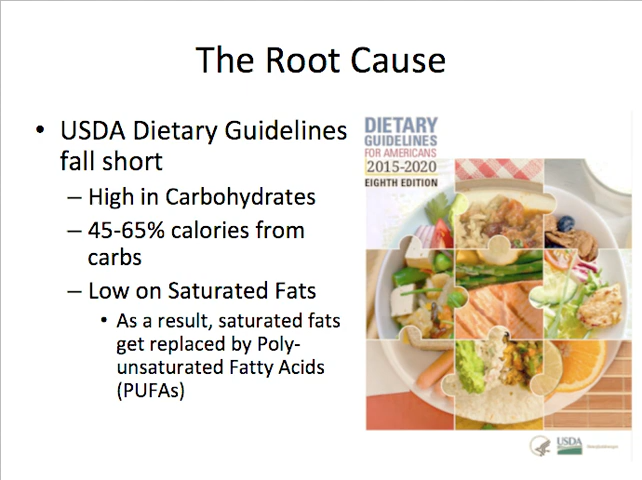 The Root Cause
• USDA Dietary Guidelines
fall short
– High in Carbohydrates
– 45-65% calories from
carbs
– Low on Saturated Fats
• As a result, saturated fats
get replaced by Poly-
unsaturated Fatty Acids
(PUFAs)
DIETARY
GUIDELINES
FOR AMERICANS
2015-2020
EIGHTH EDITION
USDA